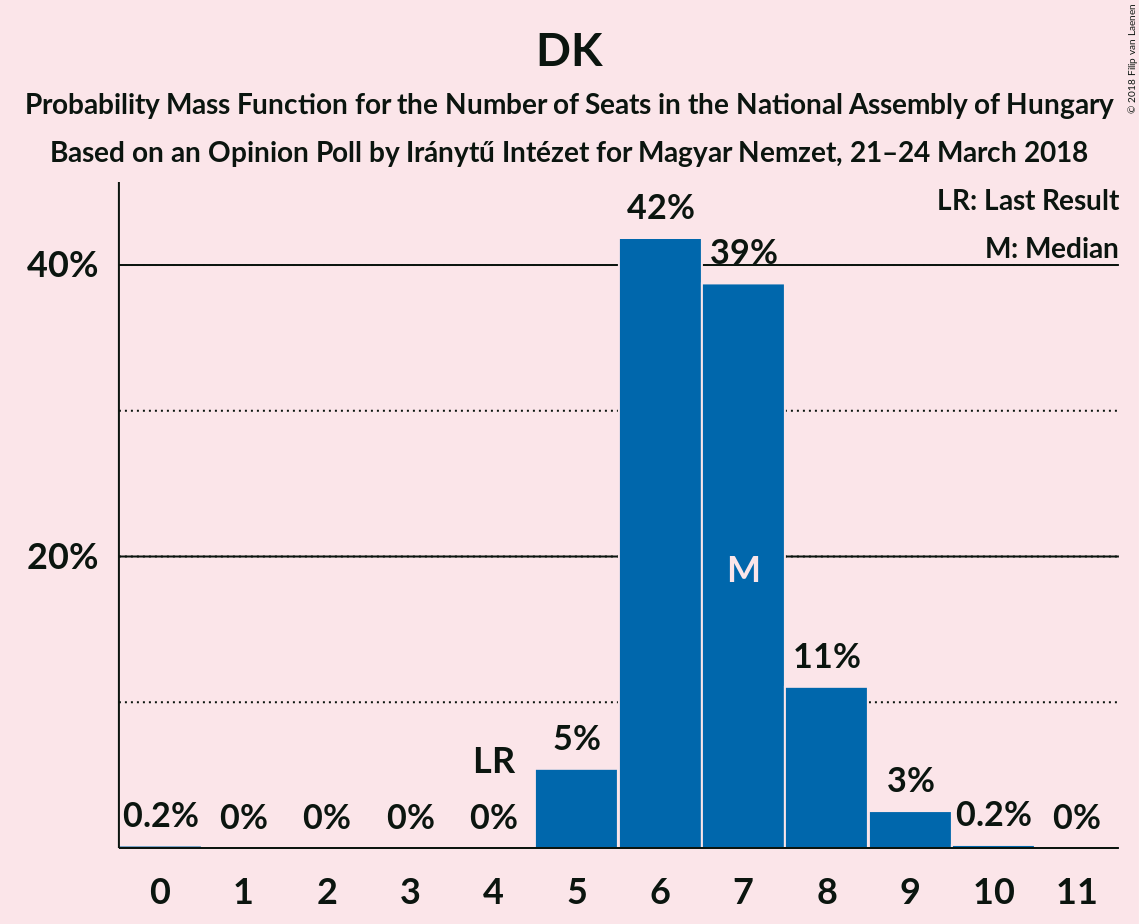 DK
Probability Mass Function for the Number of Seats in the National Assembly of Hungary
Based on an Opinion Poll by Iránytű Intézet for Magyar Nemzet, 21–24 March 2018
© 2018 Filip van Laenen
LR: Last Result
M: Median
40%
20%
0.2%
0%
0%
0%
LR
0%
5%
42%
39%
M
11%
3%
0.2%
0%
0 1 2 3 4 5 6 7 8 9 10 11